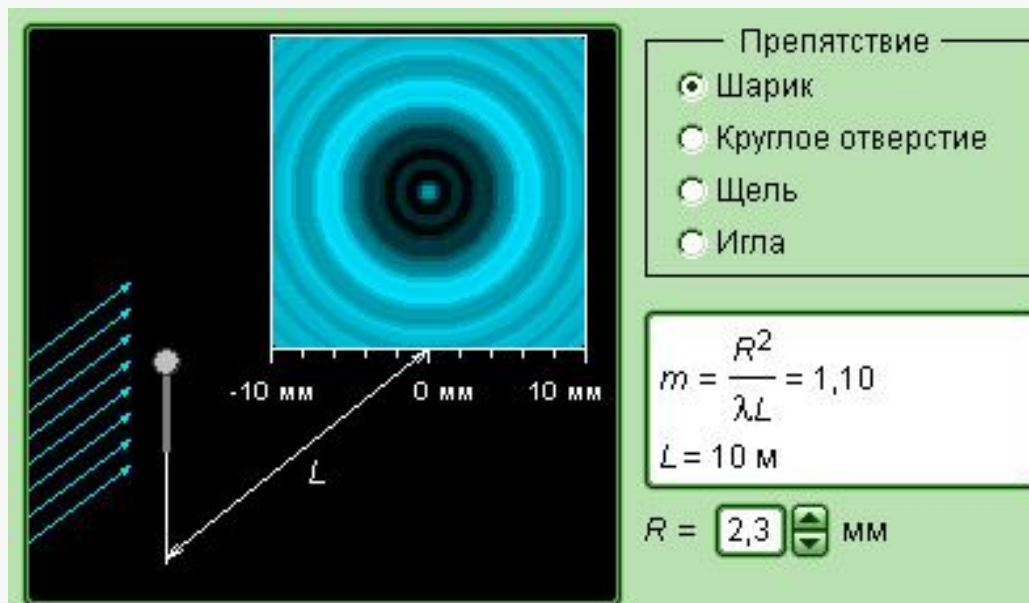 Препятствие
Шарик
Круглое отверстие
Щель
Игла
-10 мм 0 мм 10 мм
L
m = R²/λL = 1,10
L = 10 м
R = 2,3 мм